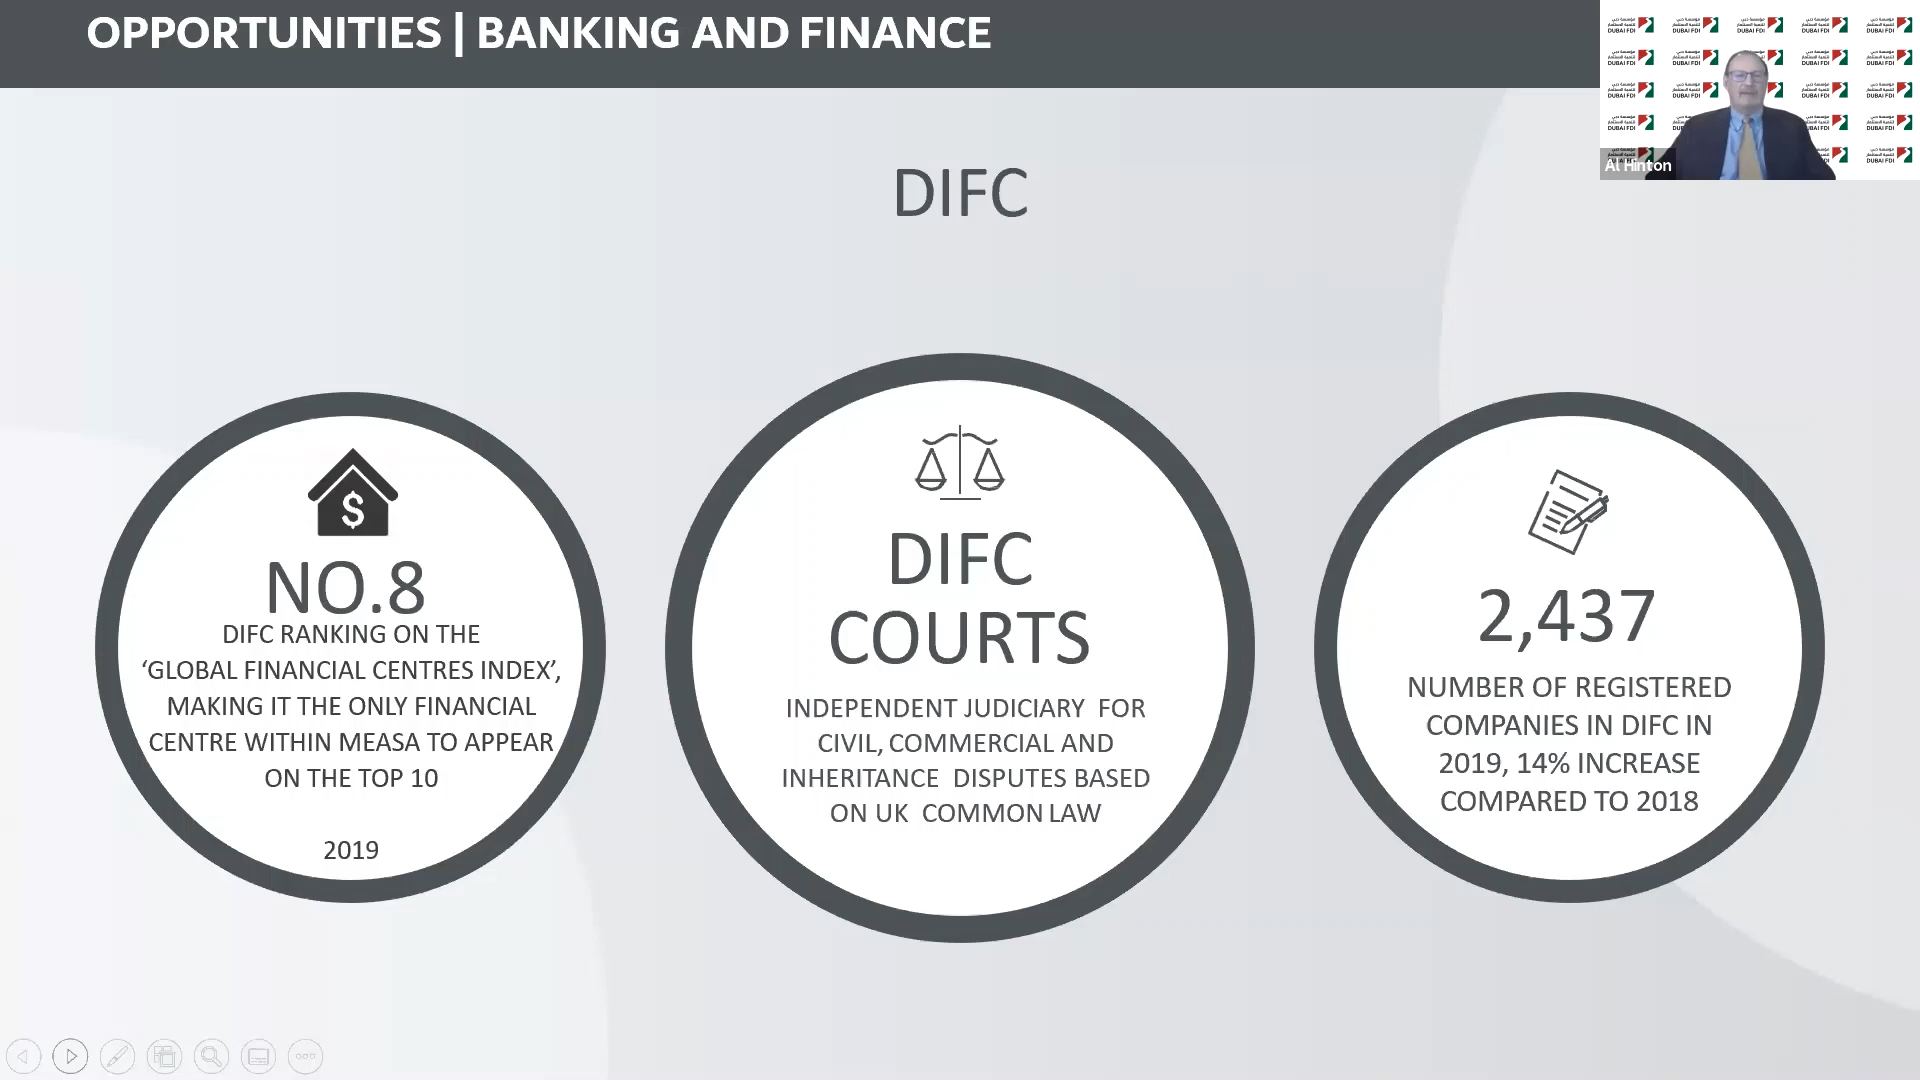 OPPORTUNITIES | BANKING AND FINANCE
DUBAI FDI
Al Hinton
DIFC
$
NO.8
DIFC RANKING ON THE
‘GLOBAL FINANCIAL CENTRES INDEX’,
MAKING IT THE ONLY FINANCIAL
CENTRE WITHIN MEASA TO APPEAR
ON THE TOP 10
2019
DIFC
COURTS
INDEPENDENT JUDICIARY FOR
CIVIL, COMMERCIAL AND
INHERITANCE DISPUTES BASED
ON UK COMMON LAW
2,437
NUMBER OF REGISTERED
COMPANIES IN DIFC IN
2019, 14% INCREASE
COMPARED TO 2018